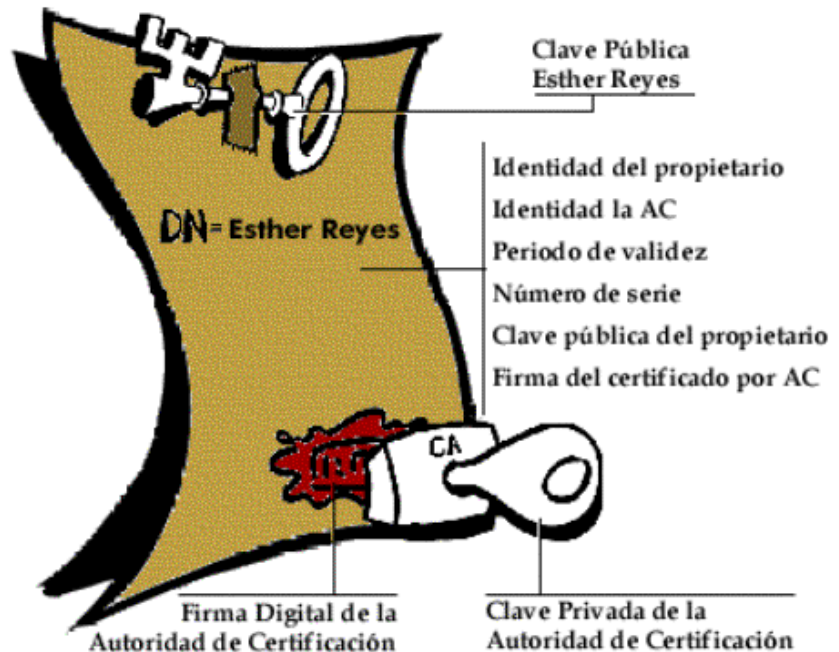 Clave Pública
Esther Reyes
Identidad del propietario
Identidad la AC
Periodo de validez
Número de serie
Clave pública del propietario
Firma del certificado por AC
DN= Esther Reyes
CA
Firma Digital de la
Autoridad de Certificación
Clave Privada de la
Autoridad de Certificación